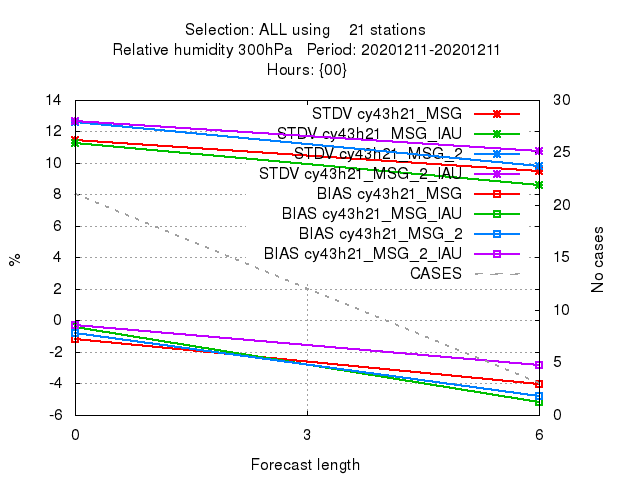 Selection: ALL using 21 stations
Relative humidity 300hPa Period: 20201211-20201211
Hours: {00}
14 30
STDV cy43h21_MSG
12 STDV cy43h21_MSG_IAU
25
STDV cy43h21_MSG_2
10
STDV cy43h21_MSG_2_IAU
8 BIAS cy43h21_MSG
20
BIAS cy43h21_MSG_IAU
6
BIAS cy43h21_MSG_2
4 BIAS cy43h21_MSG_2_IAU 15
CASES
% No cases
2
0 10
-2
5
-4
-6 0
0 3 6
Forecast length